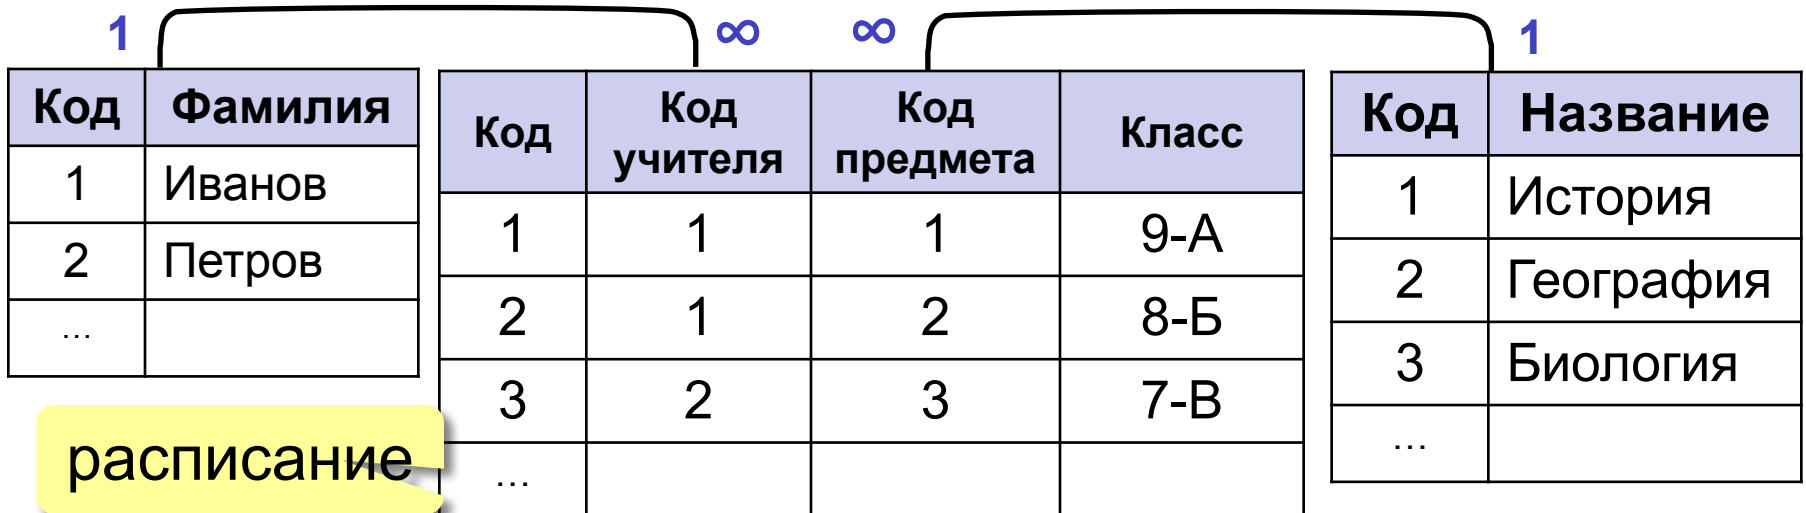 1 ∞ ∞ 1
Код Фамилия
1 Иванов
2 Петров
...
Код Код учителя Код предмета Класс
1 1 1 9-А
2 1 2 8-Б
3 2 3 7-В
...
Код Название
1 История
2 География
3 Биология
...
расписание